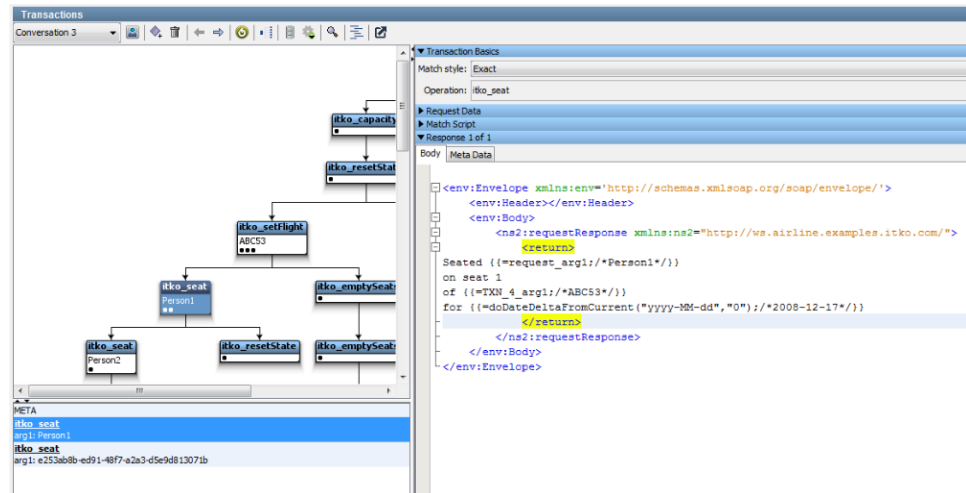 Transactions
Conversation 3
itko_capacity
itko_resetStat
itko_setFlight
ABC53
itko_seat
Person1
itko_emptySeats
itko_seat
Person2
itko_resetState
itko_emptySeats
META
itko_seat
arg1: Person1
itko_seat
arg1: e253ab8b-ed91-48f7-a2a3-d5e9d813071b
Transaction Basics
Match style: Exact
Operation: itko_seat
Request Data
Match Script
Response 1 of 1
Body Meta Data
<env:Envelope xmlns:env='http://schemas.xmlsoap.org/soap/envelope/'>
<env:Header></env:Header>
<env:Body>
<ns2:requestResponse xmlns:ns2="http://ws.airline.examples.itko.com/">
<return>
Seated {{=request_arg1;/*Person1*/}}
on seat 1
of {{=TXN_4_arg1;/*ABC53*/}}
for {{=doDateDeltaFromCurrent("yyyy-MM-dd","0");/*2008-12-17*/}}
</return>
</ns2:requestResponse>
</env:Body>
</env:Envelope>